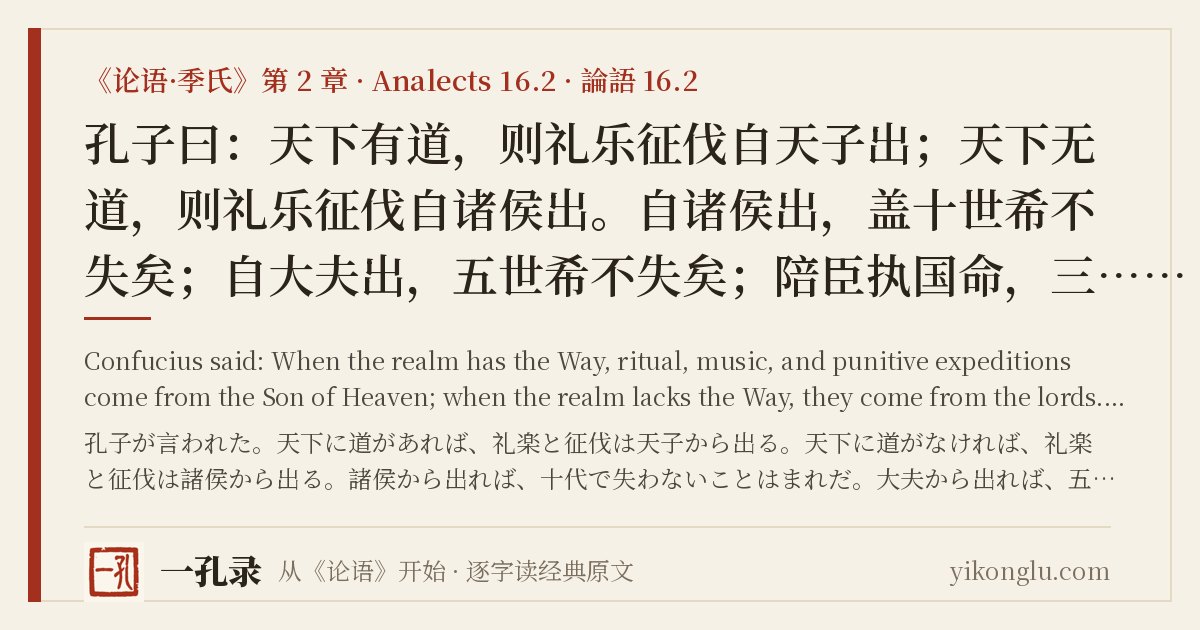 《论语·季氏》第 2 章 · Analects 16.2 · 論語 16.2
孔子曰：天下有道，则礼乐征伐自天子出；天下无
道，则礼乐征伐自诸侯出。自诸侯出，盖十世希不
失矣；自大夫出，五世希不失矣；陪臣执国命，三……
Confucius said: When the realm has the Way, ritual, music, and punitive expeditions
come from the Son of Heaven; when the realm lacks the Way, they come from the lords....
孔子が言われた。天下に道があれば、礼楽と征伐は天子から出る。天下に道がなければ、礼楽
と征伐は諸侯から出る。諸侯から出れば、十代で失わないことはまれだ。大夫から出れば、五…
一孔
一孔录
从《论语》开始 · 逐字读经典原文
yikonglu.com